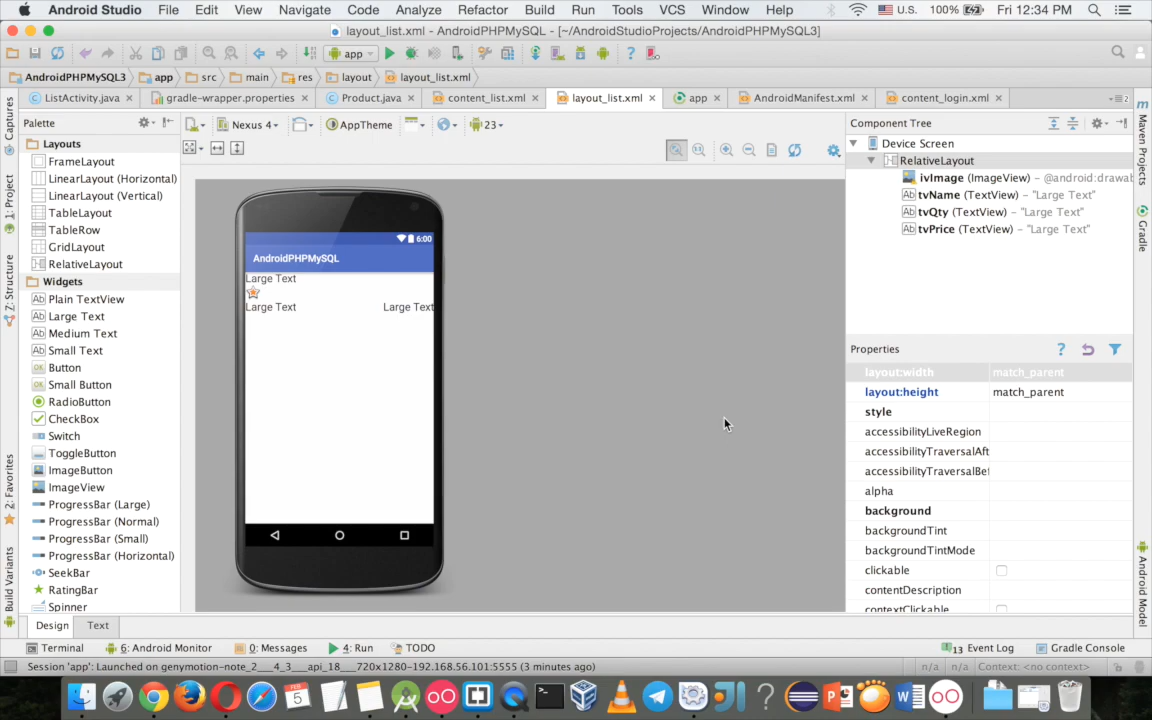 Android Studio File Edit View Navigate Code Analyze Refactor Build Run Tools VCS Window Help U.S. 100% Fri 12:34 PM
layout_list.xml - AndroidPHPMySQL - [~/AndroidStudioProjects/AndroidPHPMySQL3]
app
AndroidPHPMySQL3 app src main res layout layout_list.xml
ListActivity.java gradle-wrapper.properties Product.java content_list.xml layout_list.xml app AndroidManifest.xml content_login.xml
Palette
Nexus 4 AppTheme 23
Component Tree
Layouts
FrameLayout
LinearLayout (Horizontal)
LinearLayout (Vertical)
TableLayout
TableRow
GridLayout
RelativeLayout
Widgets
Plain TextView
Large Text
Medium Text
Small Text
Button
Small Button
RadioButton
CheckBox
Switch
ToggleButton
ImageButton
ImageView
ProgressBar (Large)
ProgressBar (Normal)
ProgressBar (Small)
ProgressBar (Horizontal)
SeekBar
RatingBar
Spinner
Captures
1: Project
7: Structure
2: Favorites
Build Variants
6:00
AndroidPHPMySQL
Large Text
Large Text Large Text
Device Screen
RelativeLayout
ivImage (ImageView) - @android:drawab
tvName (TextView) - "Large Text"
tvQty (TextView) - "Large Text"
tvPrice (TextView) - "Large Text"
Properties
layout:width match_parent
layout:height match_parent
style
accessibilityLiveRegion
accessibilityTraversalAft
accessibilityTraversalBef
alpha
background
backgroundTint
backgroundTintMode
clickable
contentDescription
contextClickable
m
Maven Projects
Gradle
Android Model
Design Text
Terminal 6: Android Monitor 0: Messages 4: Run TODO 13 Event Log Gradle Console
Session 'app': Launched on genymotion-note_2___4_3___api_18___720x1280-192.168.56.101:5555 (3 minutes ago) n/a n/a Context: <no context>
FEB
5